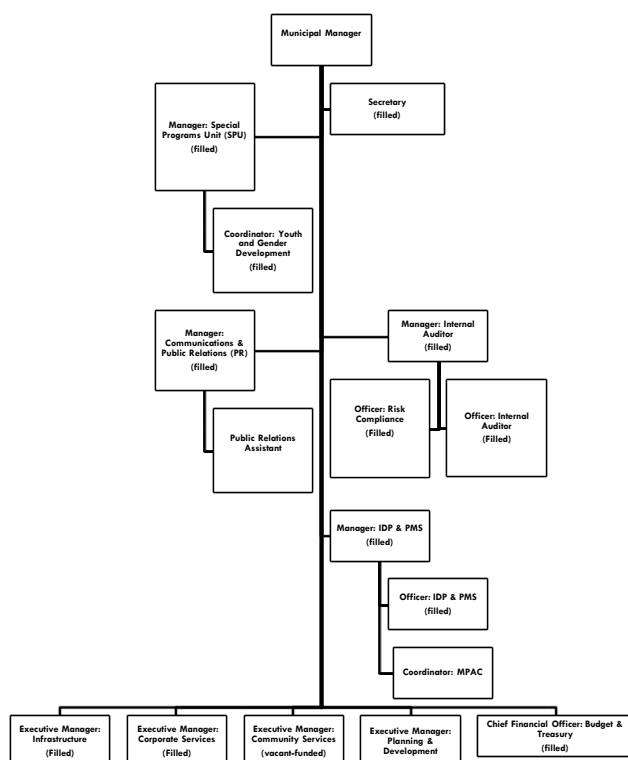 Municipal Manager
Secretary
(filled)
Manager: Special
Programs Unit (SPU)
(filled)
Coordinator: Youth
and Gender
Development
(filled)
Manager:
Communications &
Public Relations (PR)
(filled)
Manager: Internal
Auditor
(filled)
Officer: Risk
Compliance
(Filled)
Officer: Internal
Auditor
(Filled)
Public Relations
Assistant
Manager: IDP & PMS
(filled)
Officer: IDP & PMS
(filled)
Coordinator: MPAC
Executive Manager:
Infrastructure
(Filled)
Executive Manager:
Corporate Services
(Filled)
Executive Manager:
Community Services
(vacant-funded)
Executive Manager:
Planning &
Development
Chief Financial Officer: Budget &
Treasury
(filled)